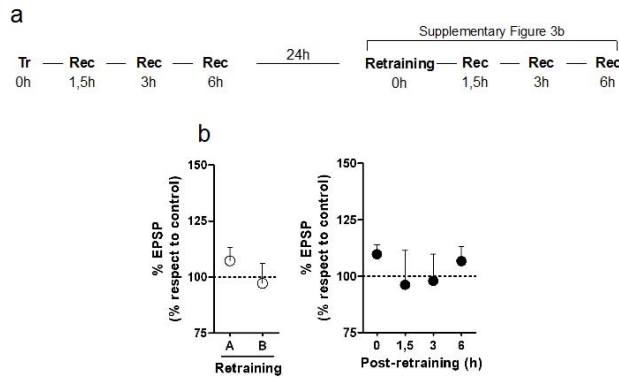 a
Supplementary Figure 3b
Tr — Rec — Rec — Rec — 24h — Retraining — Rec — Rec — Rec
0h 1,5h 3h 6h 0h 1,5h 3h 6h
b
% EPSP
(% respect to control)
150
125
100
75
A B
Retraining
% EPSP
(% respect to control)
150
125
100
75
0 1,5 3 6
Post-retraining (h)